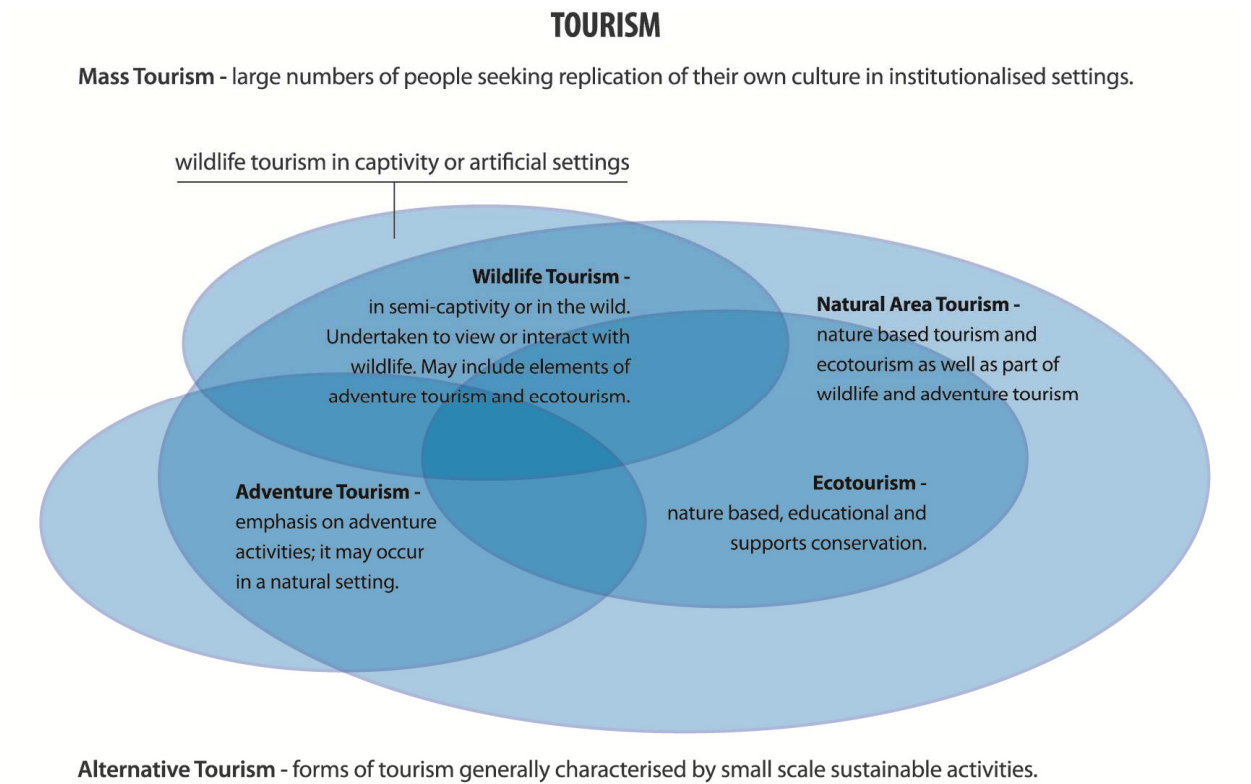 TOURISM
Mass Tourism - large numbers of people seeking replication of their own culture in institutionalised settings.
wildlife tourism in captivity or artificial settings
Wildlife Tourism -
in semi-captivity or in the wild.
Undertaken to view or interact with
wildlife. May include elements of
adventure tourism and ecotourism.
Natural Area Tourism -
nature based tourism and
ecotourism as well as part of
wildlife and adventure tourism
Adventure Tourism -
emphasis on adventure
activities; it may occur
in a natural setting.
Ecotourism -
nature based, educational and
supports conservation.
Alternative Tourism - forms of tourism generally characterised by small scale sustainable activities.